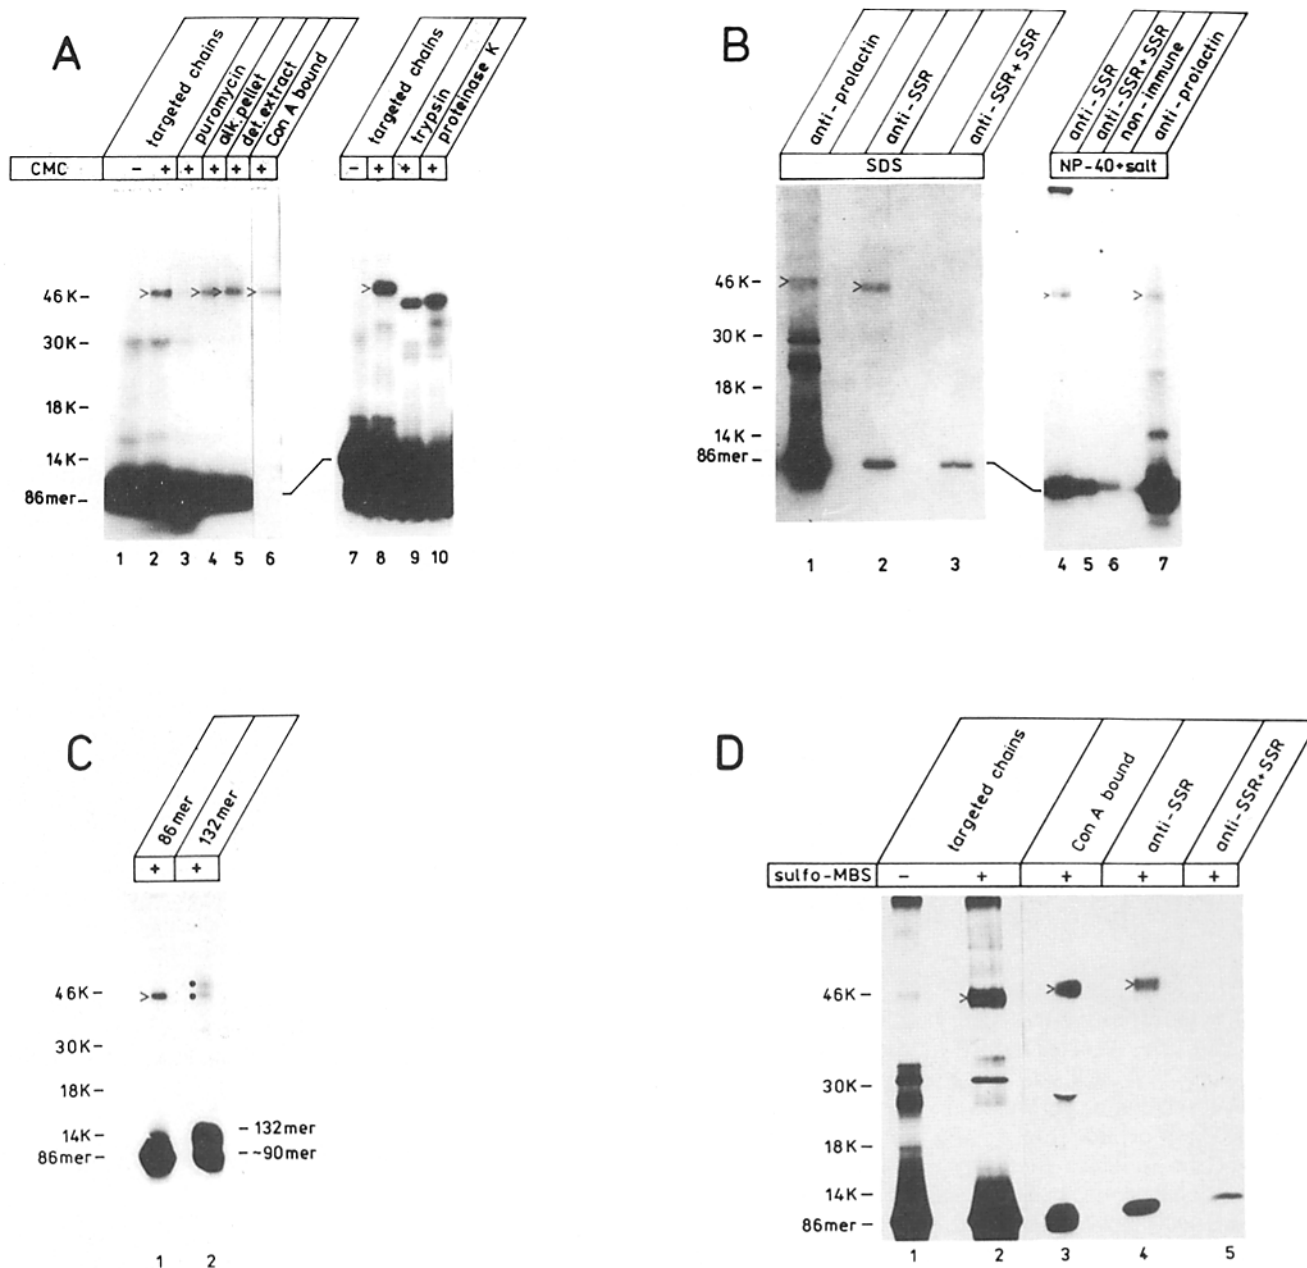 A
targeted chains
puromycin
alk.pellet
det.extract
Con A bound
targeted chains
trypsin
proteinase K
CMC
- + + + + +
- + + +
46K-
30K-
18K-
14K-
86mer-
1 2 3 4 5 6
7 8 9 10
B
anti-prolactin
anti-SSR
anti-SSR+SSR
anti-SSR
anti-SSR+SSR
non-immune
anti-prolactin
SDS
NP-40+salt
46K-
30K-
18K-
14K-
86mer-
1 2 3
4 5 6 7
C
86mer
132mer
+ +
46K-
30K-
18K-
14K-
86mer-
-132mer
-~90mer
1 2
D
targeted chains
Con A bound
anti-SSR
anti-SSR+SSR
sulfo-MBS
- + + + +
46K-
30K-
18K-
14K-
86mer-
1 2 3 4 5